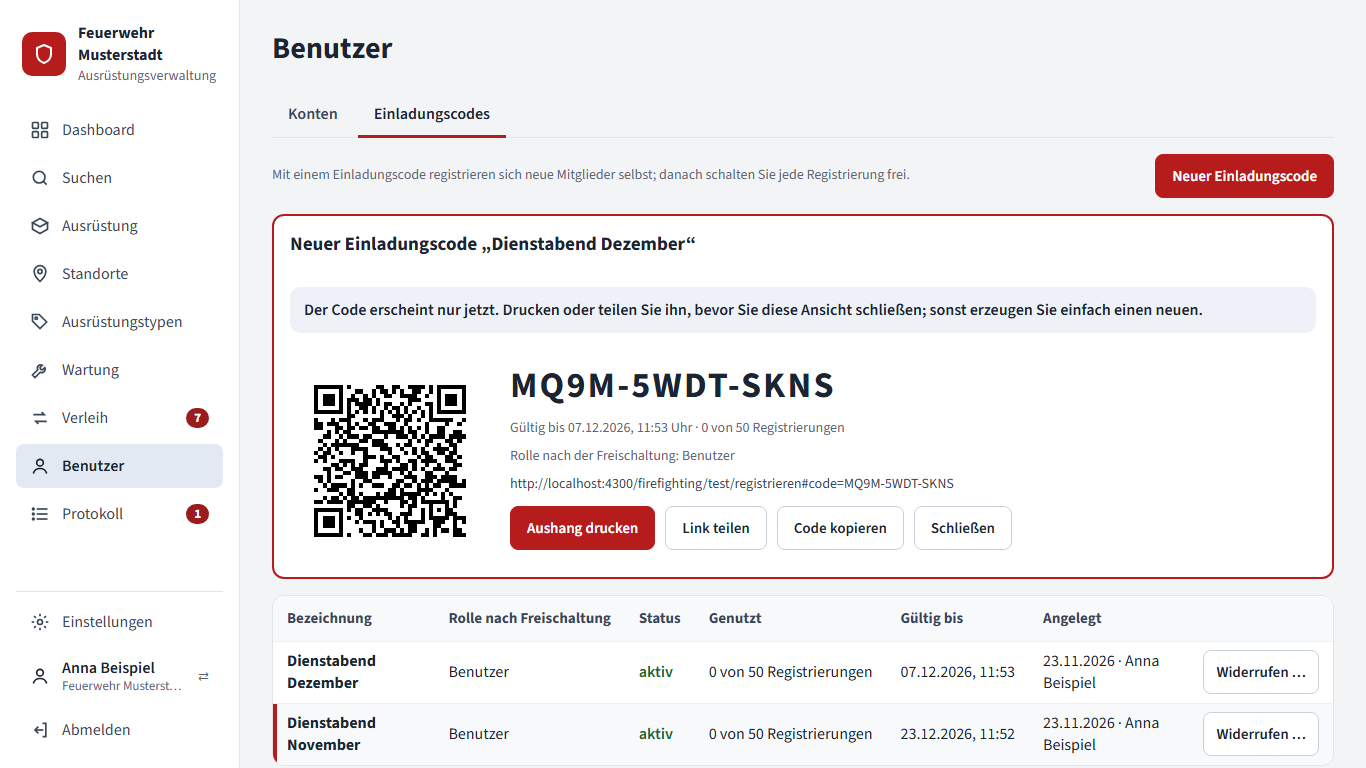 Feuerwehr
Musterstadt
Ausrüstungsverwaltung
Dashboard
Suchen
Ausrüstung
Standorte
Ausrüstungstypen
Wartung
Verleih 7
Benutzer
Protokoll 1
Einstellungen
Anna Beispiel
Feuerwehr Musterst…
Abmelden
Benutzer
Konten Einladungscodes
Mit einem Einladungscode registrieren sich neue Mitglieder selbst; danach schalten Sie jede Registrierung frei.
Neuer Einladungscode
Neuer Einladungscode „Dienstabend Dezember“
Der Code erscheint nur jetzt. Drucken oder teilen Sie ihn, bevor Sie diese Ansicht schließen; sonst erzeugen Sie einfach einen neuen.
MQ9M-5WDT-SKNS
Gültig bis 07.12.2026, 11:53 Uhr · 0 von 50 Registrierungen
Rolle nach der Freischaltung: Benutzer
http://localhost:4300/firefighting/test/registrieren#code=MQ9M-5WDT-SKNS
Aushang drucken Link teilen Code kopieren Schließen
Bezeichnung Rolle nach Freischaltung Status Genutzt Gültig bis Angelegt
Dienstabend Dezember Benutzer aktiv 0 von 50 Registrierungen 07.12.2026, 11:53 23.11.2026 · Anna Beispiel Widerrufen …
Dienstabend November Benutzer aktiv 0 von 50 Registrierungen 23.12.2026, 11:52 23.11.2026 · Anna Beispiel Widerrufen …